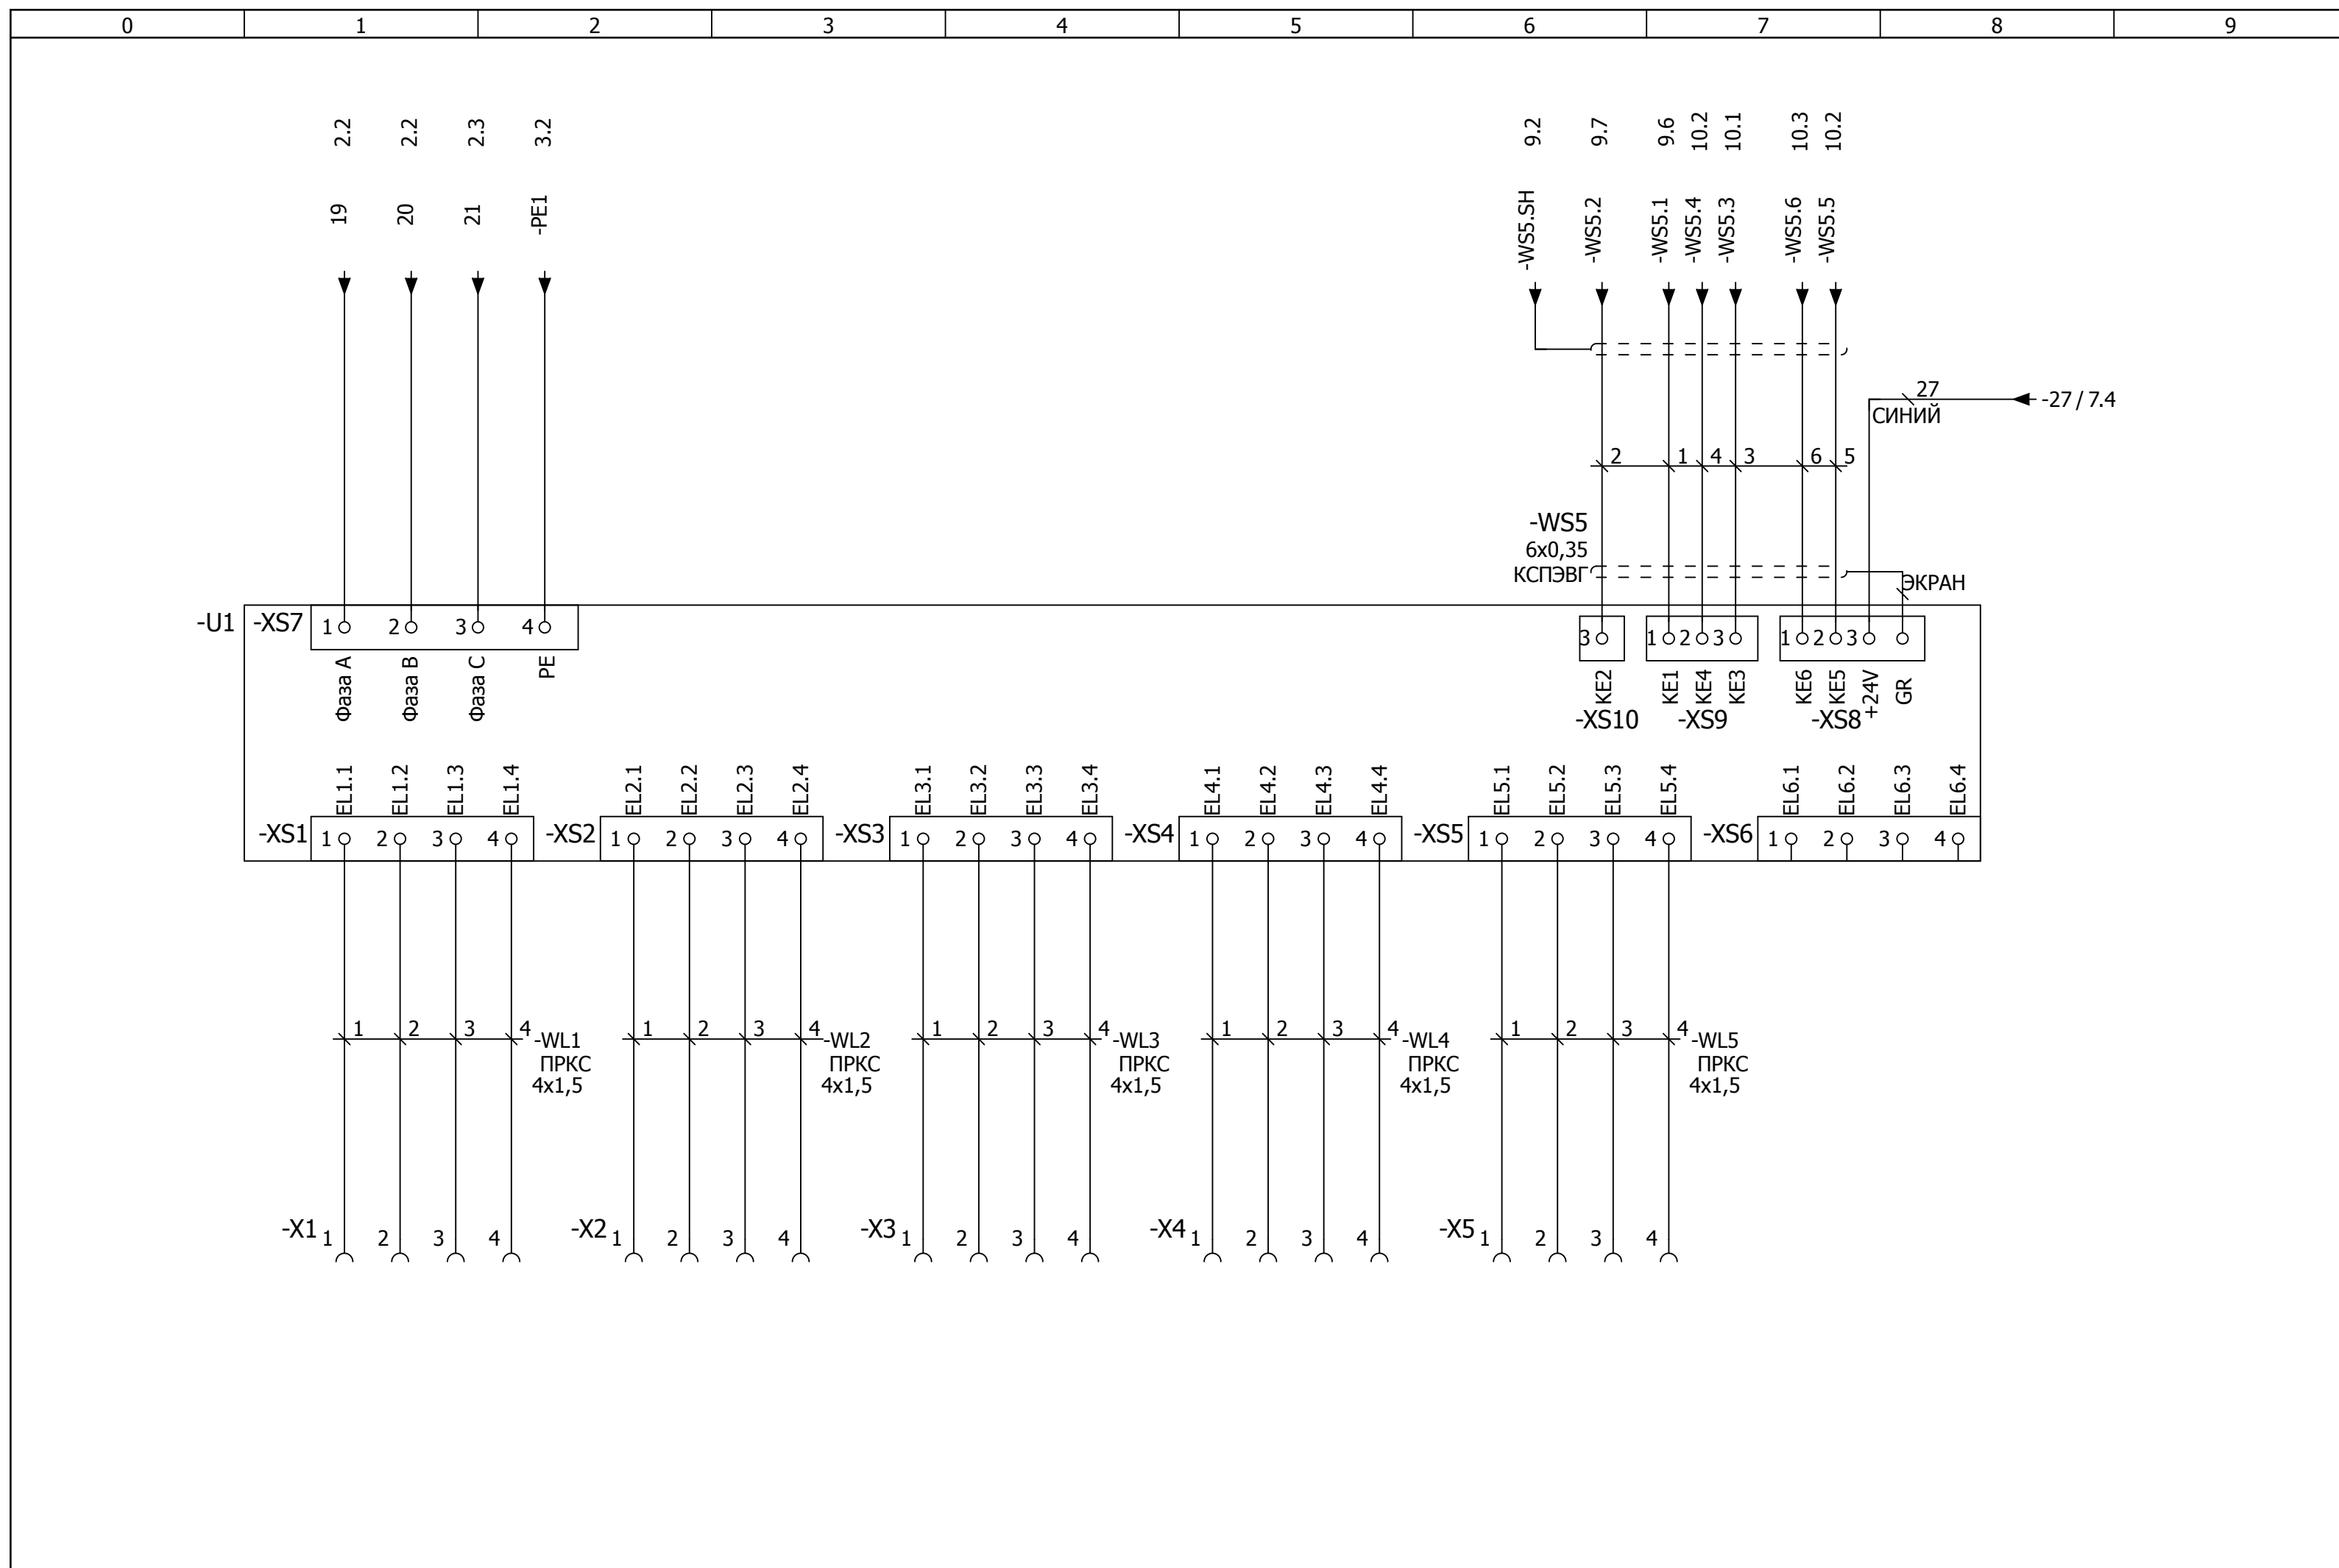 0 1 2 3 4 5 6 7 8 9
2.2 2.2 2.3 3.2 9.2 9.7 9.6 10.2 10.1 10.3 10.2
19 20 21 -PE1 -WS5.SH -WS5.2 -WS5.1 -WS5.4 -WS5.3 -WS5.6 -WS5.5
27 -27 / 7.4
СИНИЙ
2 1 4 3 6 5
-WS5
6x0,35
КСПЭВГ
ЭКРАН
-U1 -XS7 1 2 3 4 3 1 2 3 1 2 3
Фаза A Фаза B Фаза C PE KE2 KE1 KE4 KE3 KE6 KE5 +24V GR
-XS10 -XS9 -XS8
EL1.1 EL1.2 EL1.3 EL1.4 EL2.1 EL2.2 EL2.3 EL2.4 EL3.1 EL3.2 EL3.3 EL3.4 EL4.1 EL4.2 EL4.3 EL4.4 EL5.1 EL5.2 EL5.3 EL5.4 EL6.1 EL6.2 EL6.3 EL6.4
-XS1 1 2 3 4 -XS2 1 2 3 4 -XS3 1 2 3 4 -XS4 1 2 3 4 -XS5 1 2 3 4 -XS6 1 2 3 4
1 2 3 4 1 2 3 4 1 2 3 4 1 2 3 4 1 2 3 4
-WL1 -WL2 -WL3 -WL4 -WL5
ПРКС ПРКС ПРКС ПРКС ПРКС
4x1,5 4x1,5 4x1,5 4x1,5 4x1,5
-X1 1 2 3 4 -X2 1 2 3 4 -X3 1 2 3 4 -X4 1 2 3 4 -X5 1 2 3 4